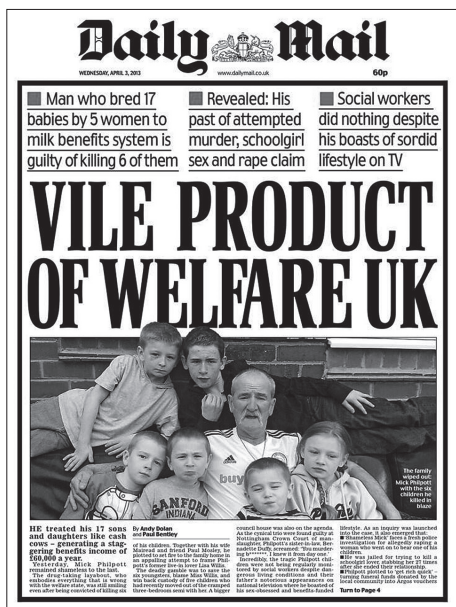 Daily Mail
WEDNESDAY, APRIL 3, 2013
www.dailymail.co.uk
60p
Man who bred 17
babies by 5 women to
milk benefits system is
guilty of killing 6 of them
Revealed: His
past of attempted
murder, schoolgirl
sex and rape claim
Social workers
did nothing despite
his boasts of sordid
lifestyle on TV
VILE PRODUCT
OF WELFARE UK
buy
SANFORD
INDIANA
The family
wiped out:
Mick Philpott
with the six
children he
killed in
blaze
HE treated his 17 sons
and daughters like cash
cows – generating a stag-
gering benefits income of
£60,000 a year.
Yesterday, Mick Philpott
remained shameless to the last.
The drug-taking layabout, who
embodies everything that is wrong
with the welfare state, was scheming
even after being convicted of killing six
By Andy Dolan
and Paul Bentley
of his children. Together with his wife
Mairead and friend Paul Mosley, he
plotted to set fire to the family home in
an appalling attempt to frame Phil-
pott's former live-in lover Lisa Willis.
The deadly gamble was to cast the
six youngsters, blame Miss Willis, and
win back custody of five children who
had recently moved out of the ramshackle
three-bedroom semi with her. A bigger
council house was also on the agenda.
As the cynical trio were found guilty at
Nottingham Crown Court of man-
slaughter, Philpott's sister-in-law, Ber-
nadette Duffy, screamed: 'You murder-
ing b******, I knew it from day one.'
Incredibly, the tragic Philpott chil-
dren were not being regularly moni-
tored by social workers despite dan-
gerous living conditions and their
father's notorious appearances on
national television where he boasted of
his sex-obsessed and benefits-funded
lifestyle. As an inquiry was launched
into the case, it also emerged that:
'Shameless Mick' faces a fresh police
investigation for allegedly raping a
woman who went on to bear one of his
children.
He was jailed for trying to kill a
schoolgirl lover, stabbing her 27 times
after she ended their relationship.
Philpott plotted to 'get rich quick' –
turning funeral funds donated by the
local community into Argos vouchers
Turn to Page 4